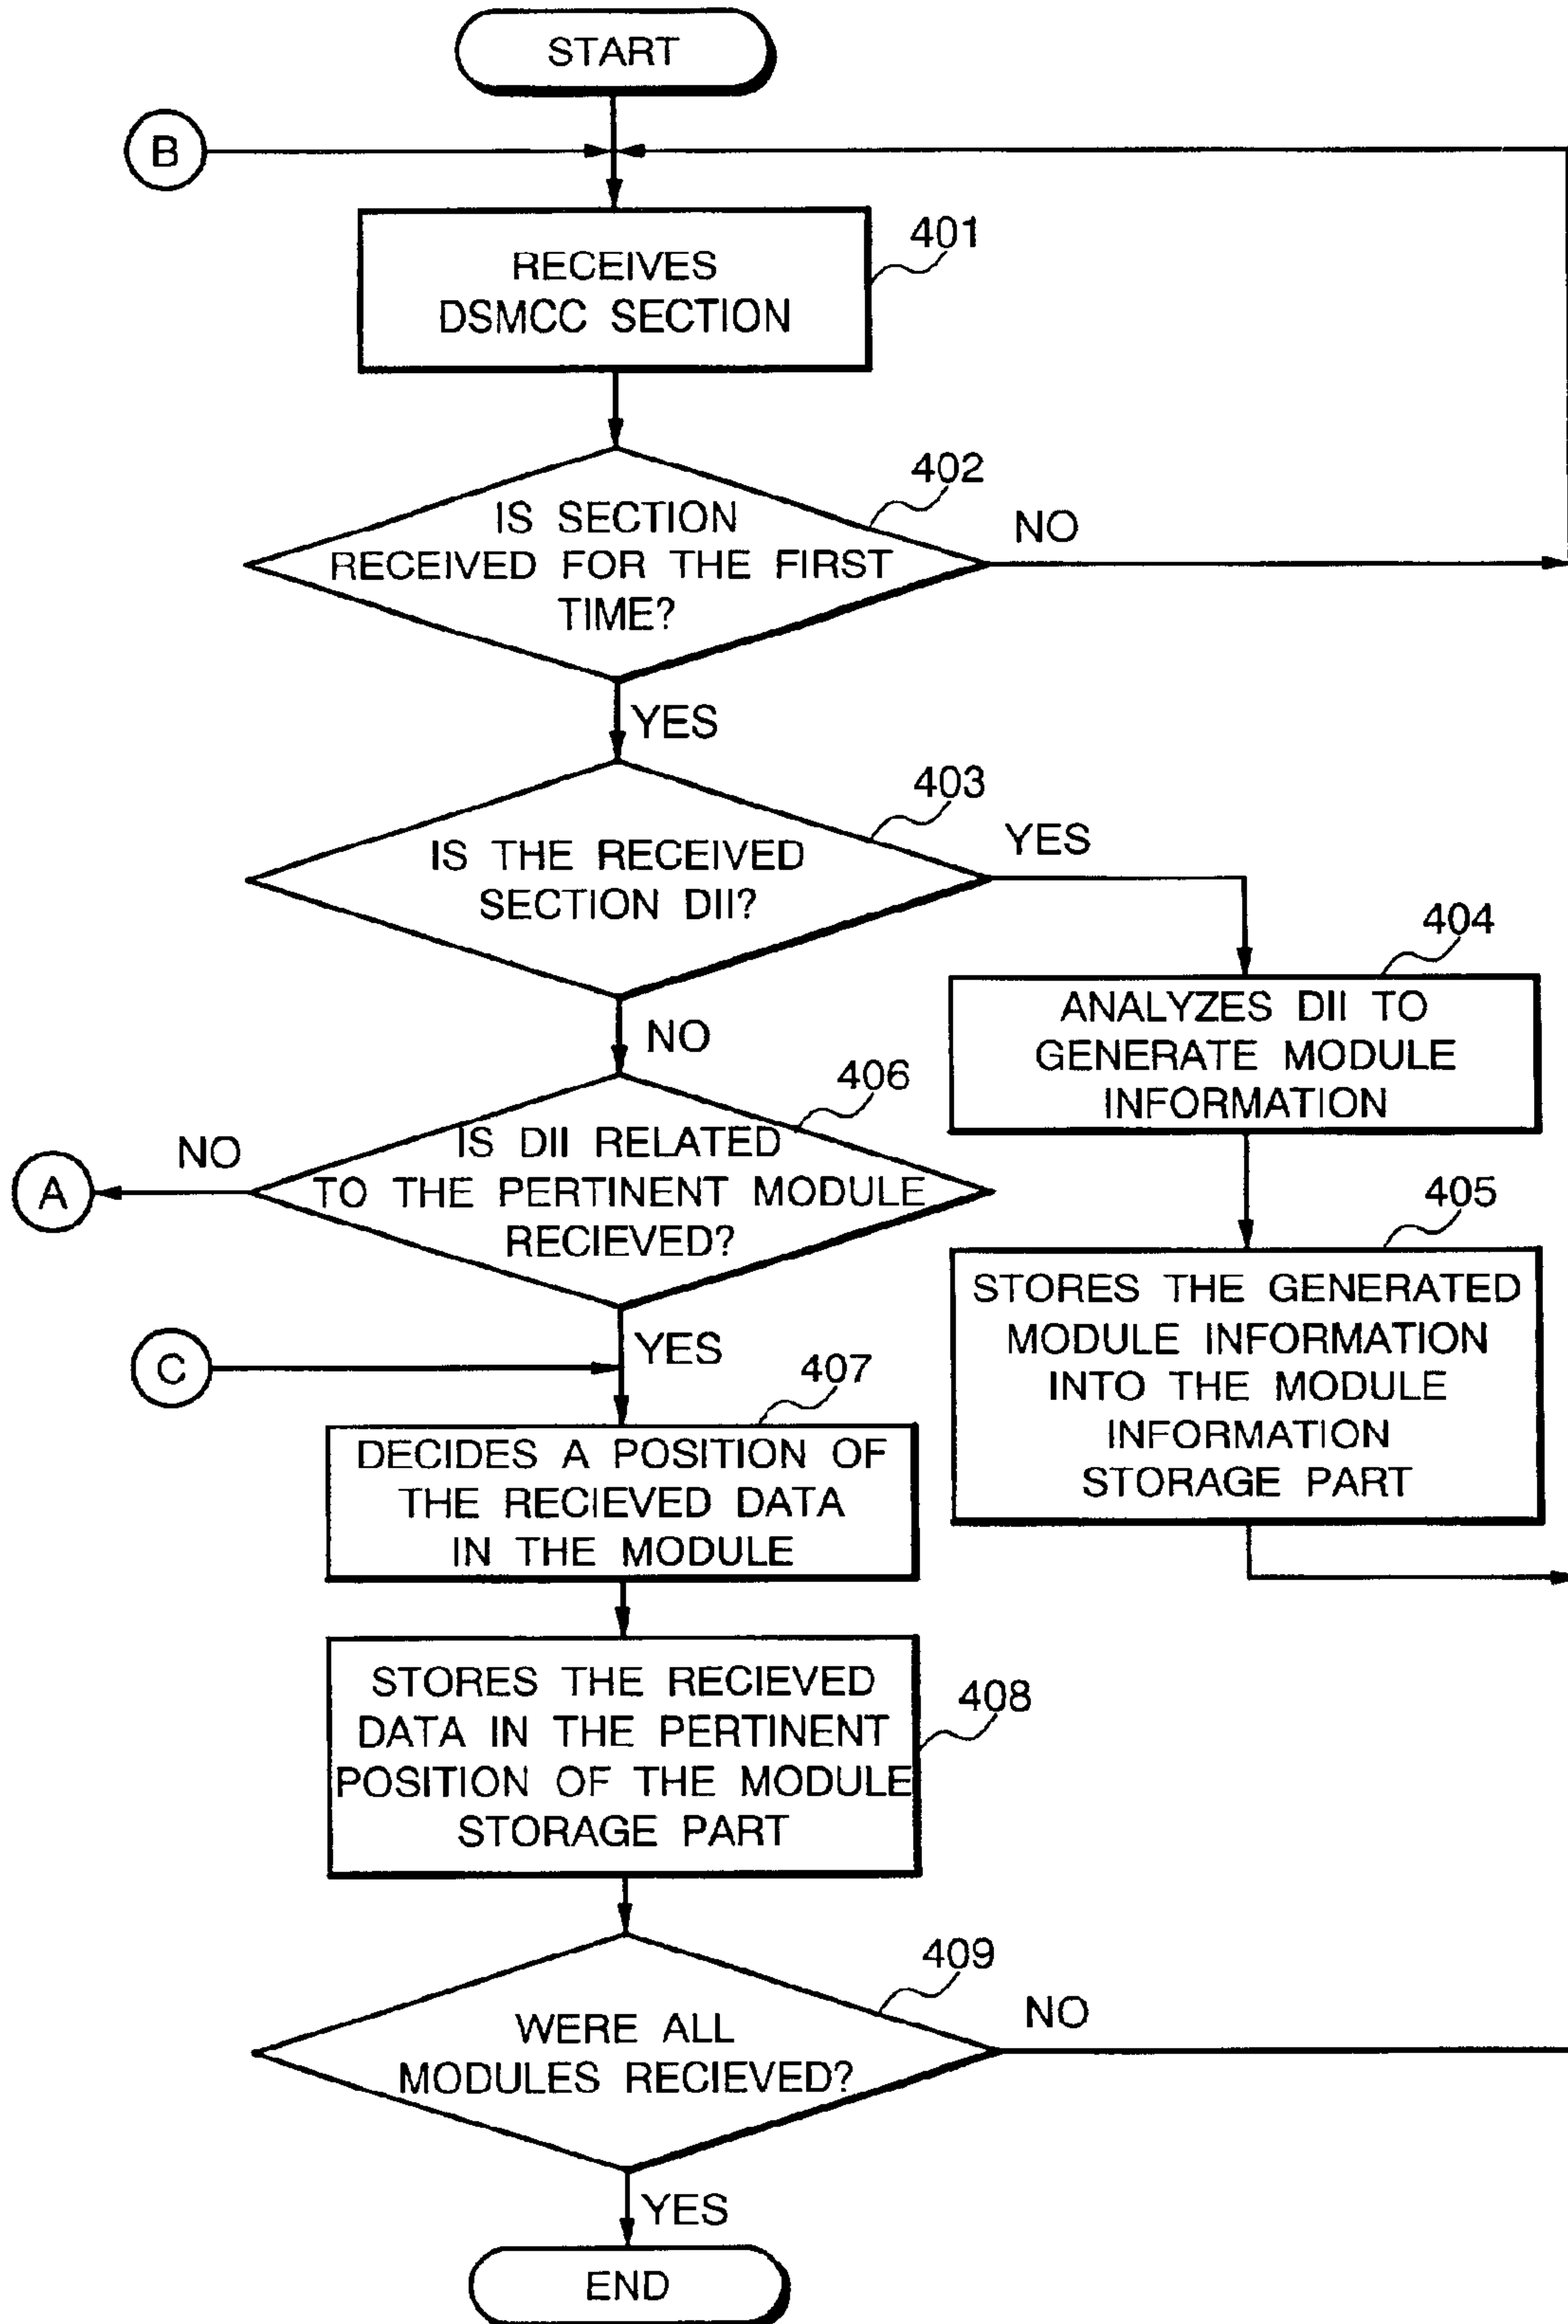 START
B
401
RECEIVES
DSMCC SECTION
402
IS SECTION
RECEIVED FOR THE FIRST
TIME?
NO
YES
403
IS THE RECEIVED
SECTION DII?
YES
NO
404
ANALYZES DII TO
GENERATE MODULE
INFORMATION
406
IS DII RELATED
TO THE PERTINENT MODULE
RECIEVED?
NO
A
YES
405
STORES THE GENERATED
MODULE INFORMATION
INTO THE MODULE
INFORMATION
STORAGE PART
C
407
DECIDES A POSITION OF
THE RECIEVED DATA
IN THE MODULE
408
STORES THE RECIEVED
DATA IN THE PERTINENT
POSITION OF THE MODULE
STORAGE PART
409
WERE ALL
MODULES RECIEVED?
NO
YES
END